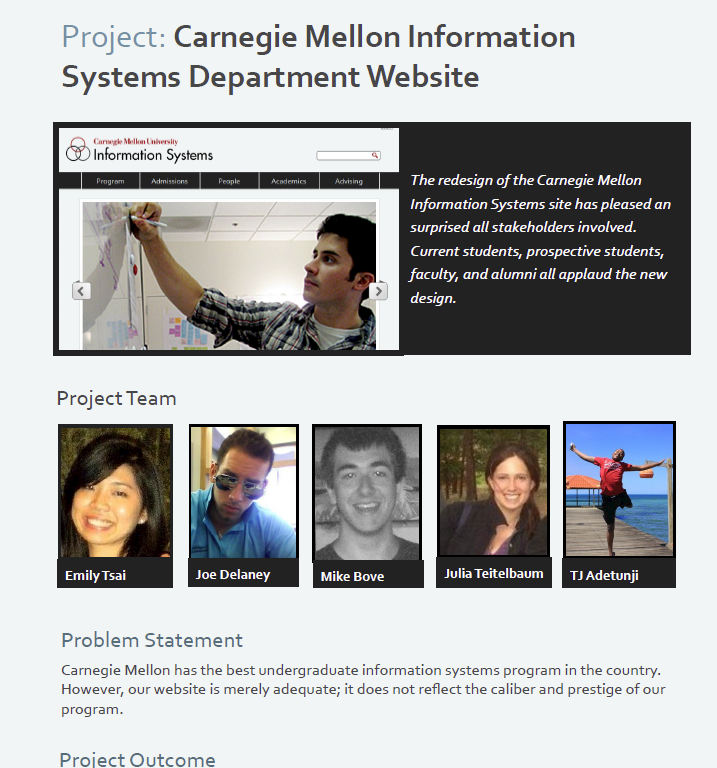 Project: Carnegie Mellon Information
Systems Department Website
Carnegie Mellon University
Information Systems
Program Admissions People Academics Advising
The redesign of the Carnegie Mellon
Information Systems site has pleased an
surprised all stakeholders involved.
Current students, prospective students,
faculty, and alumni all applaud the new
design.
Project Team
Emily Tsai
Joe Delaney
Mike Bove
Julia Teitelbaum
TJ Adetunji
Problem Statement
Carnegie Mellon has the best undergraduate information systems program in the country.
However, our website is merely adequate; it does not reflect the caliber and prestige of our
program.
Project Outcome